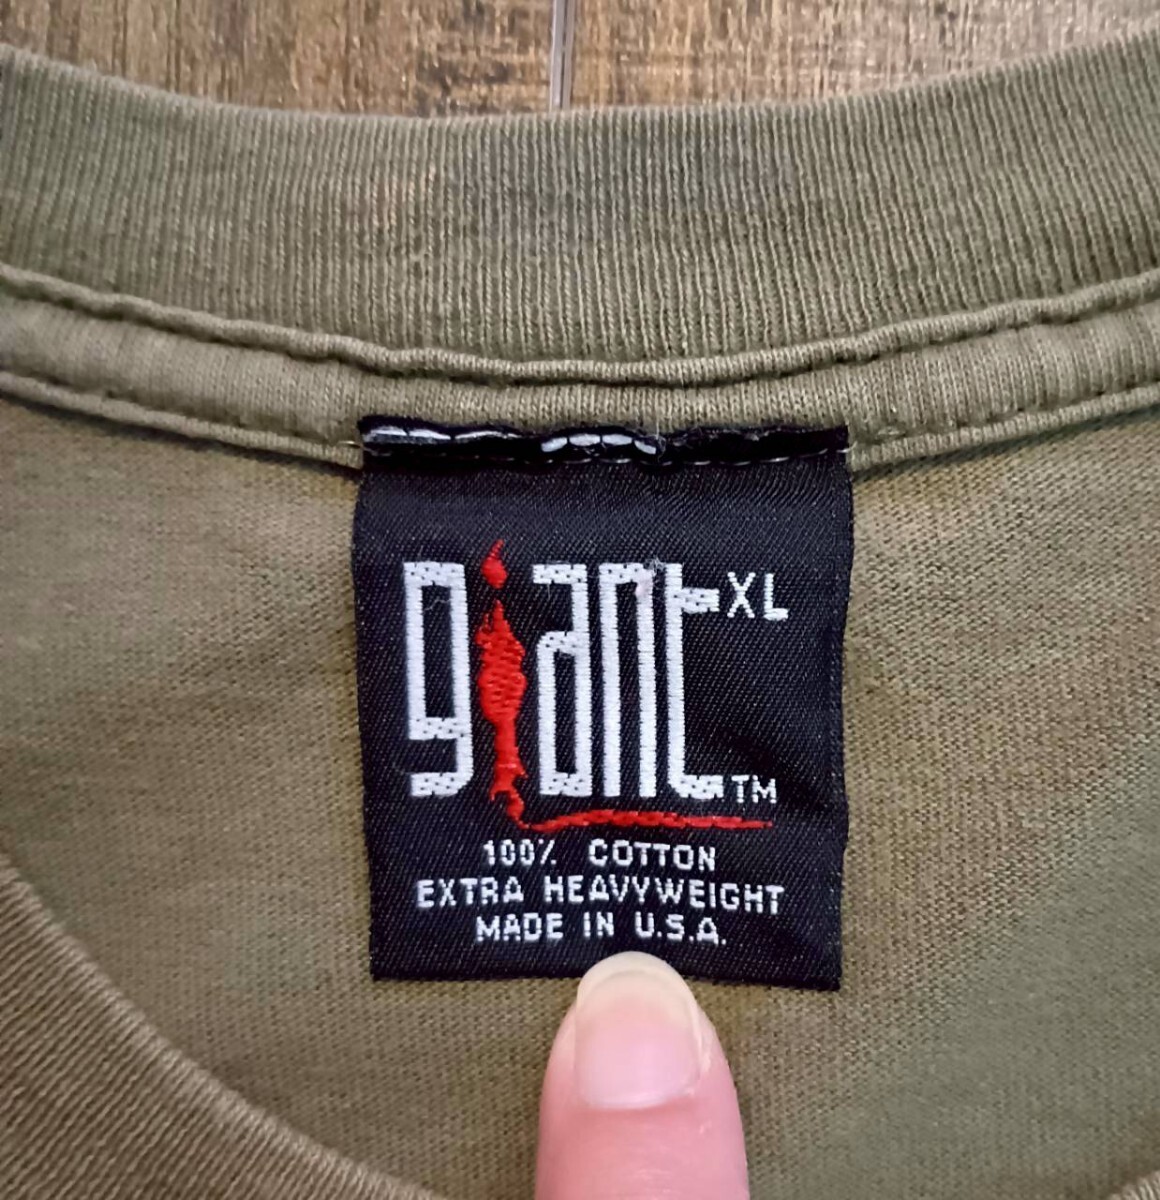 giant XL
TM
100% COTTON
EXTRA HEAVYWEIGHT
MADE IN U.S.A.